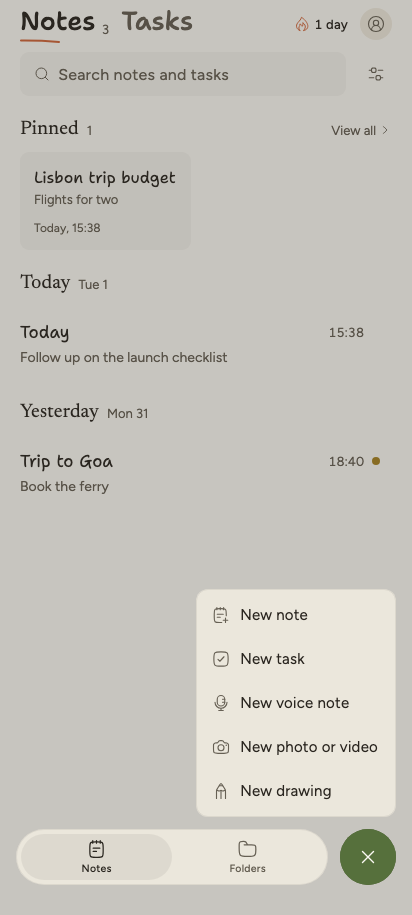 Notes 3 Tasks 1 day
Search notes and tasks
Pinned 1 View all
Lisbon trip budget
Flights for two
Today, 15:38
Today Tue 1
Today 15:38
Follow up on the launch checklist
Yesterday Mon 31
Trip to Goa 18:40
Book the ferry
New note
New task
New voice note
New photo or video
New drawing
Notes Folders